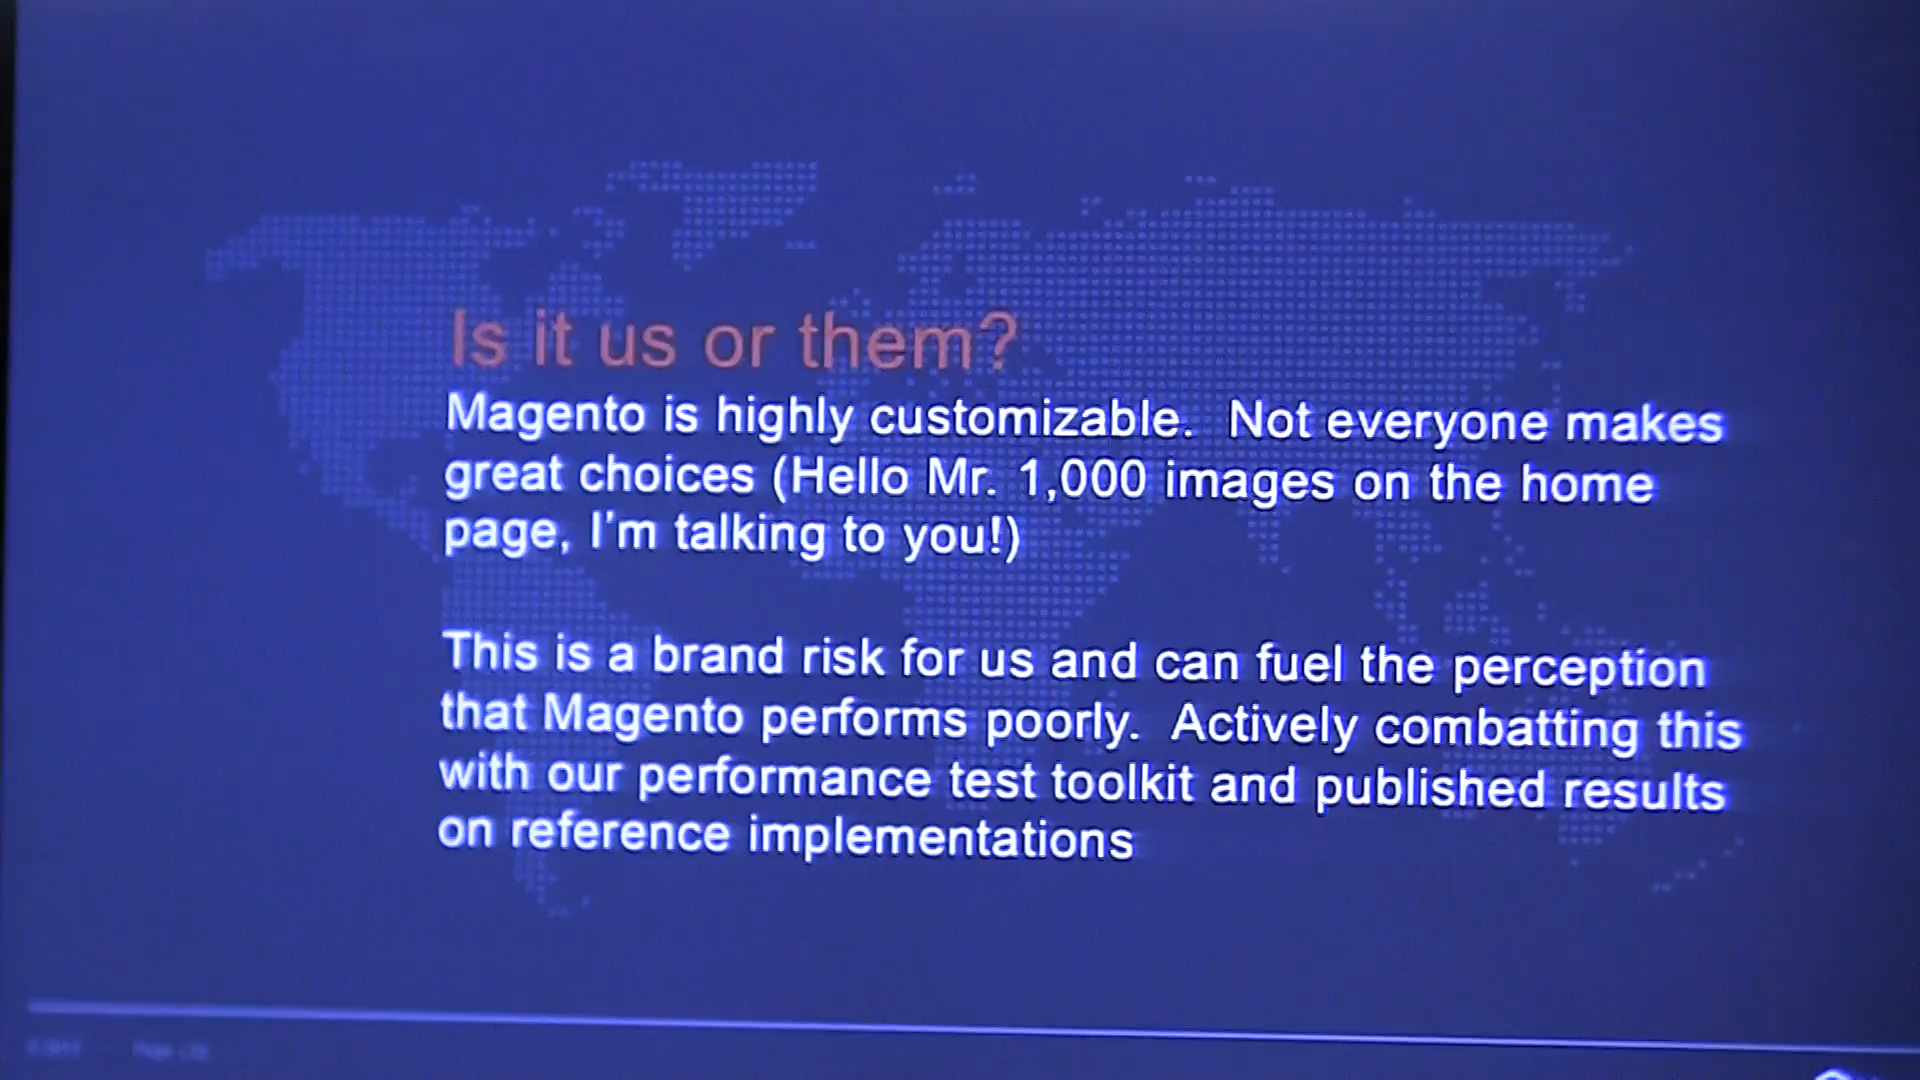 Is it us or them?
Magento is highly customizable.  Not everyone makes
great choices (Hello Mr. 1,000 images on the home
page, I'm talking to you!)
This is a brand risk for us and can fuel the perception
that Magento performs poorly.  Actively combatting this
with our performance test toolkit and published results
on reference implementations
Page